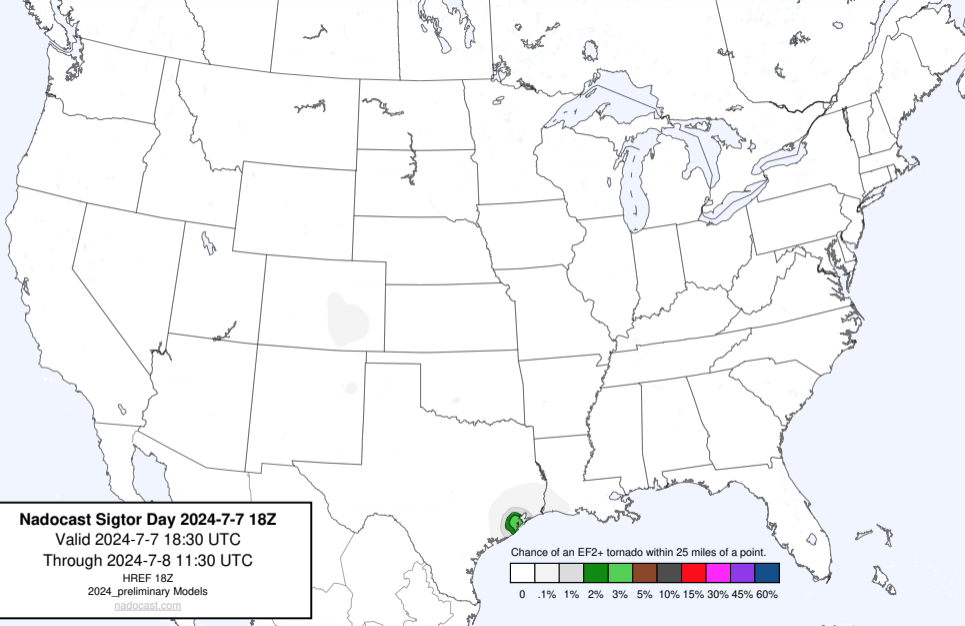 Nadocast Sigtor Day 2024-7-7 18Z
Valid 2024-7-7 18:30 UTC
Through 2024-7-8 11:30 UTC
HREF 18Z
2024_preliminary Models
nadocast.com
Chance of an EF2+ tornado within 25 miles of a point.
0 .1% 1% 2% 3% 5% 10% 15% 30% 45% 60%